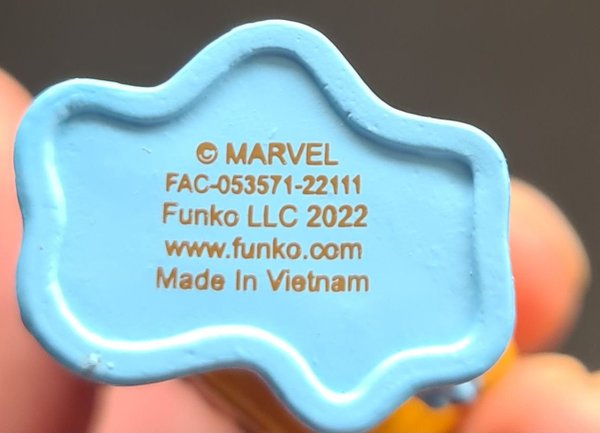 © MARVEL
FAC-053571-22111
Funko LLC 2022
www.funko.com
Made In Vietnam